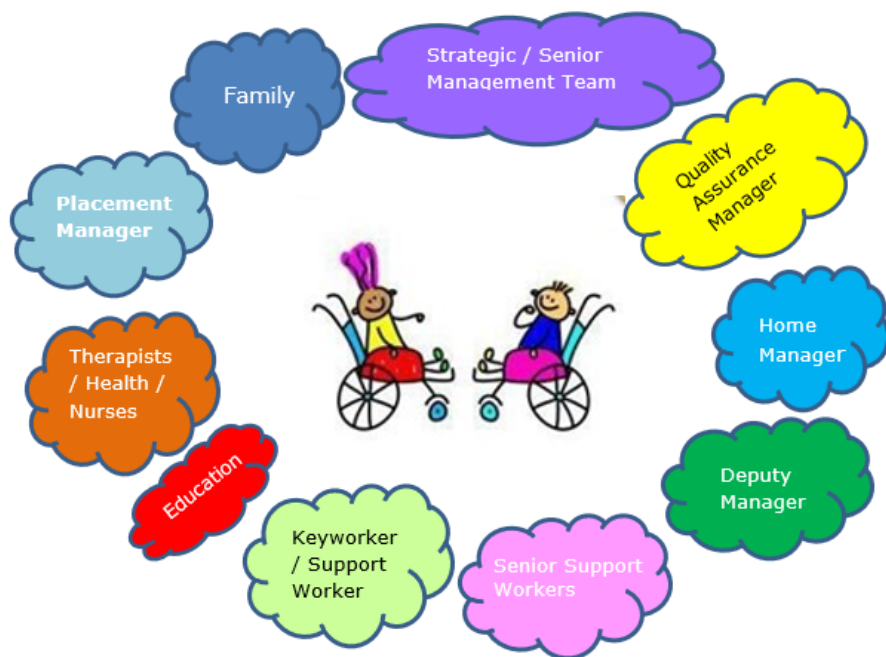 Family
Strategic / Senior
Management Team
Quality
Assurance
Manager
Placement
Manager
Home
Manager
Therapists
/ Health /
Nurses
Deputy
Manager
Education
Keyworker
/ Support
Worker
Senior Support
Workers